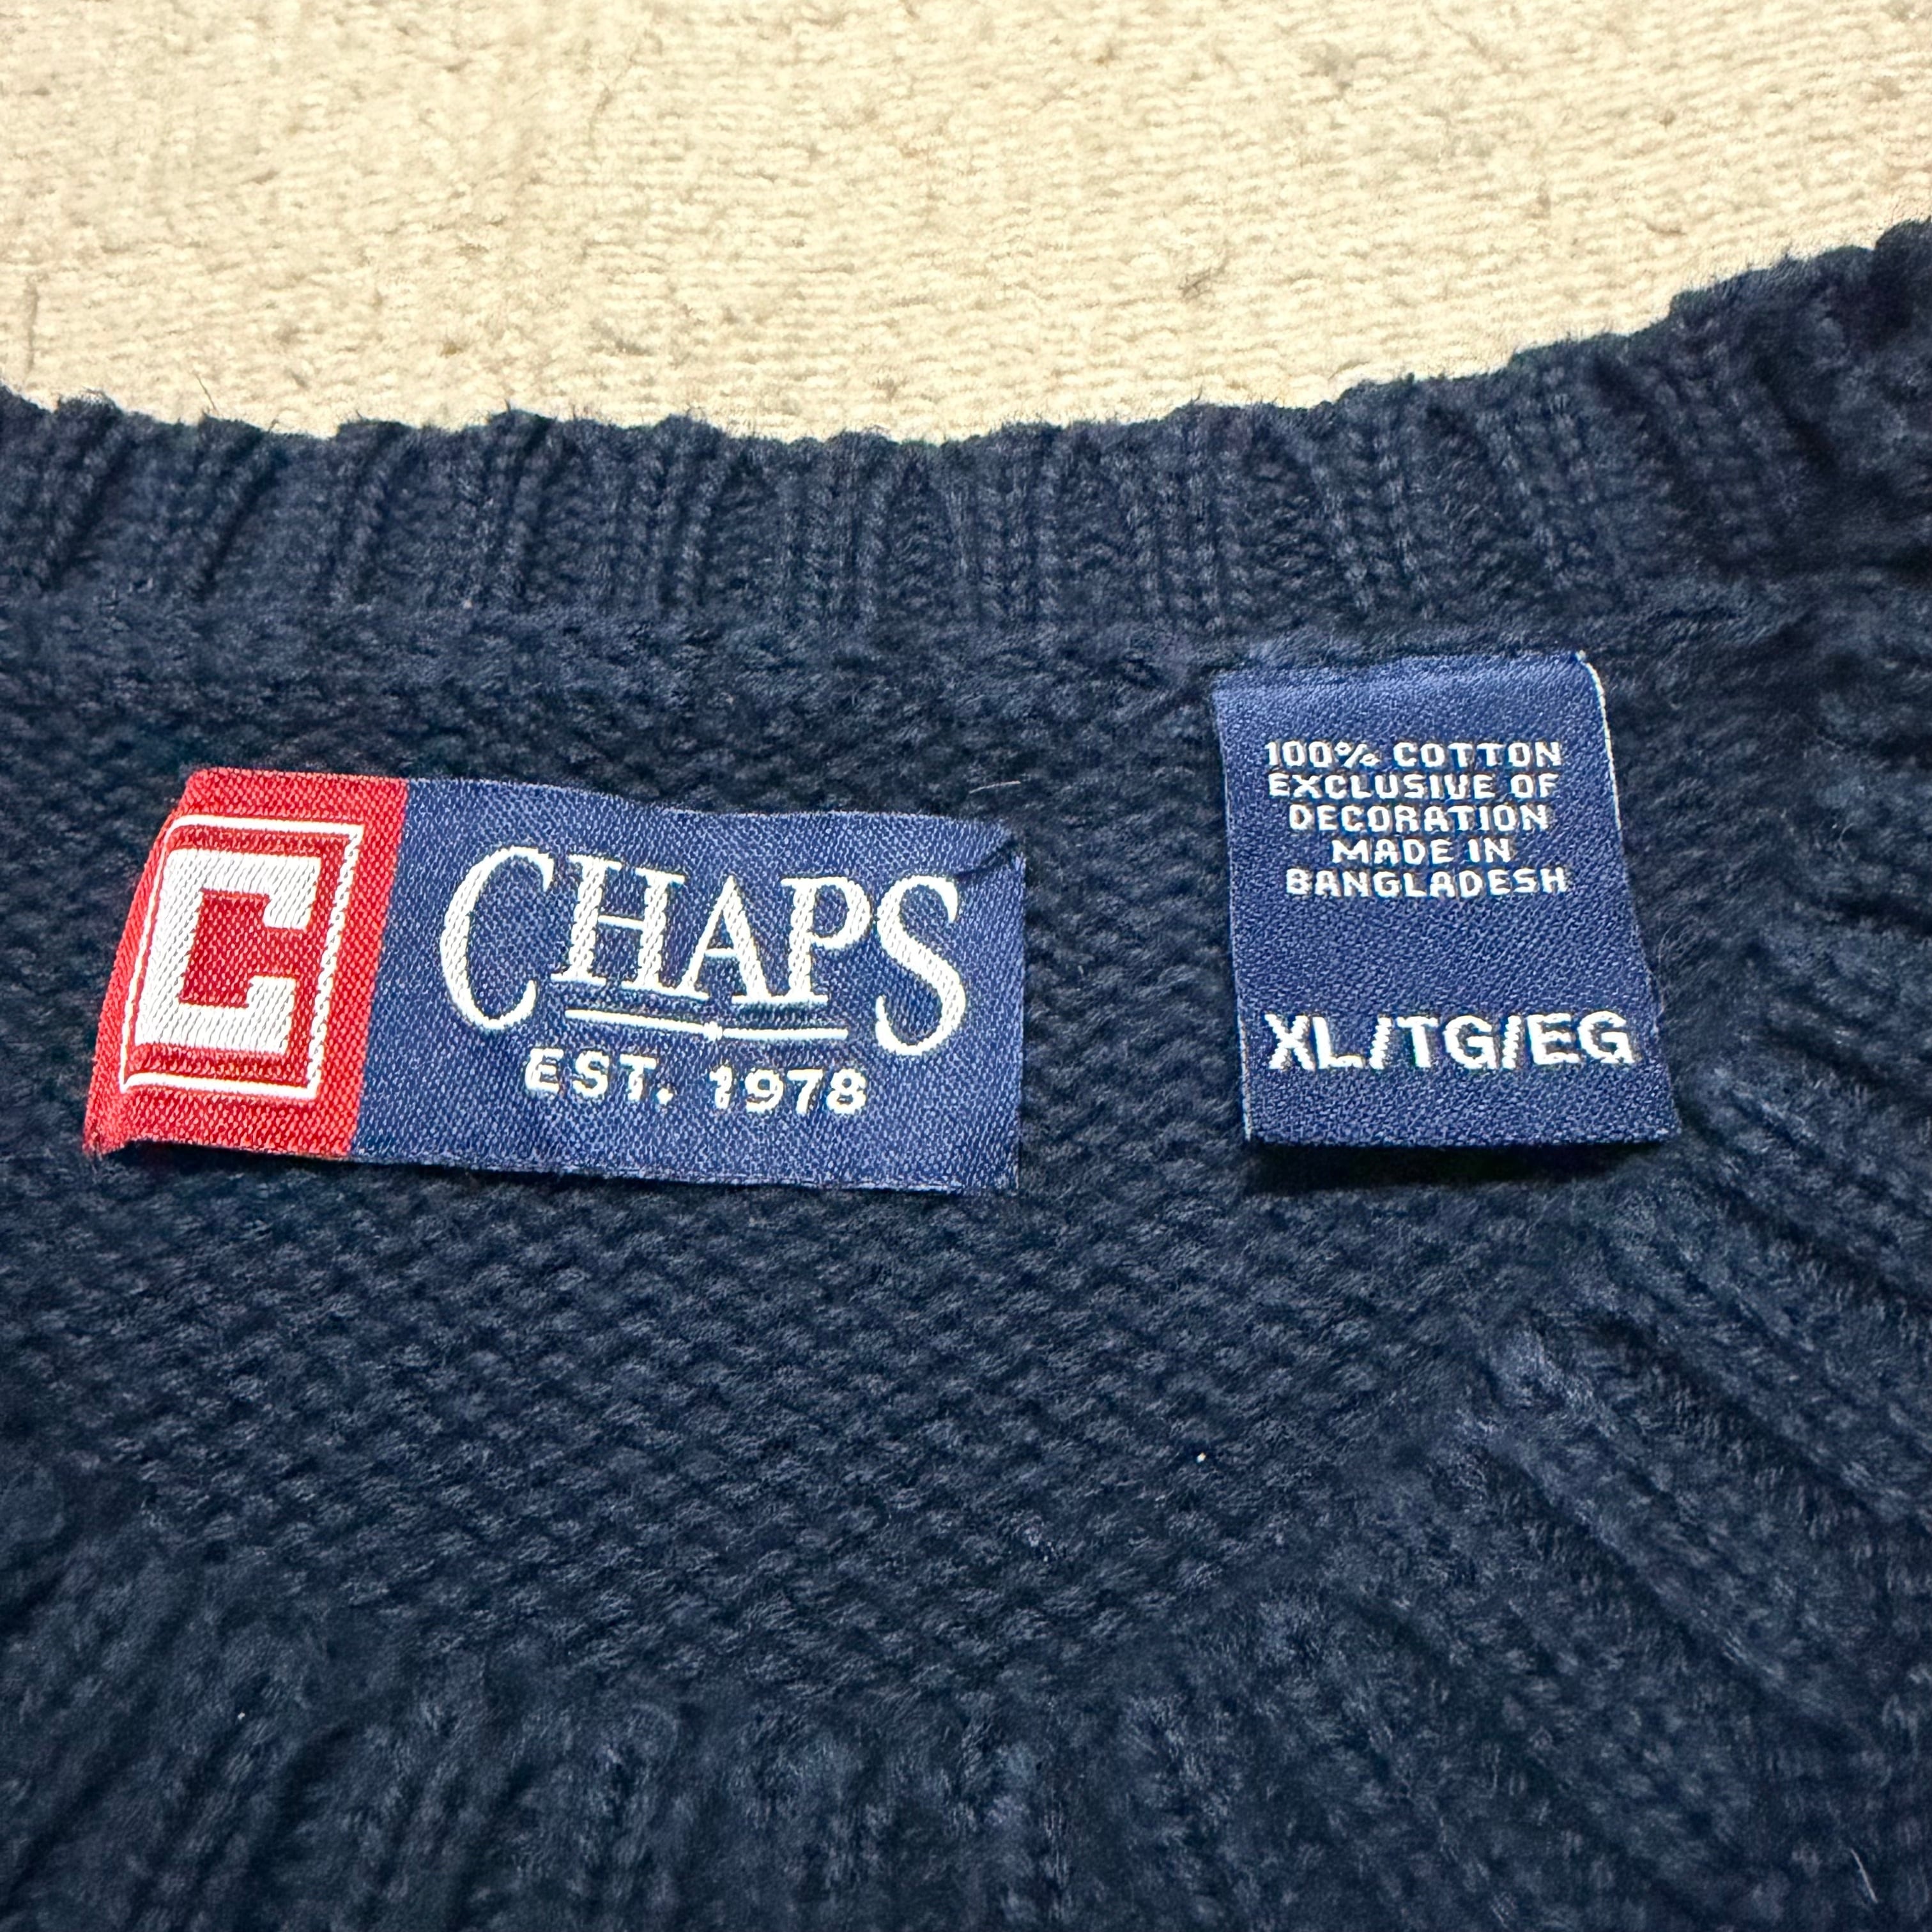 C
CHAPS
EST. 1978
100% COTTON
EXCLUSIVE OF
DECORATION
MADE IN
BANGLADESH
XL/TG/EG